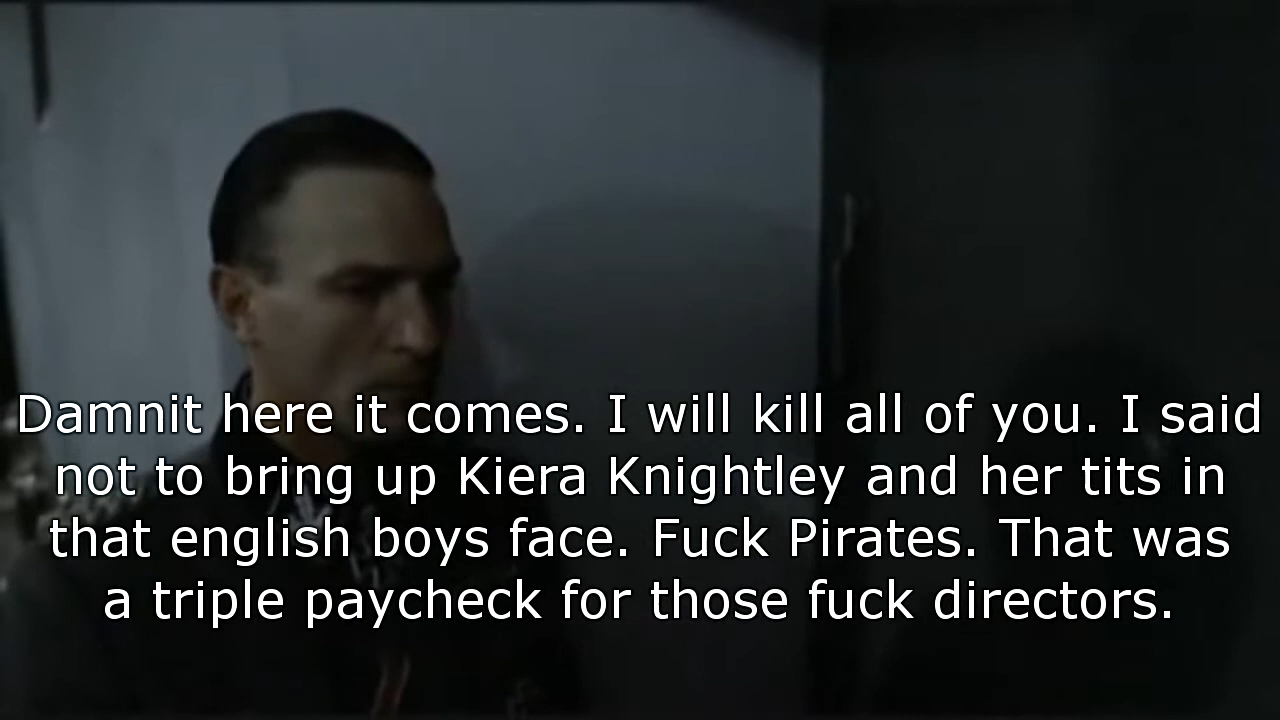 Damnit here it comes. I will kill all of you. I said
not to bring up Kiera Knightley and her tits in
that english boys face. Fuck Pirates. That was
a triple paycheck for those fuck directors.